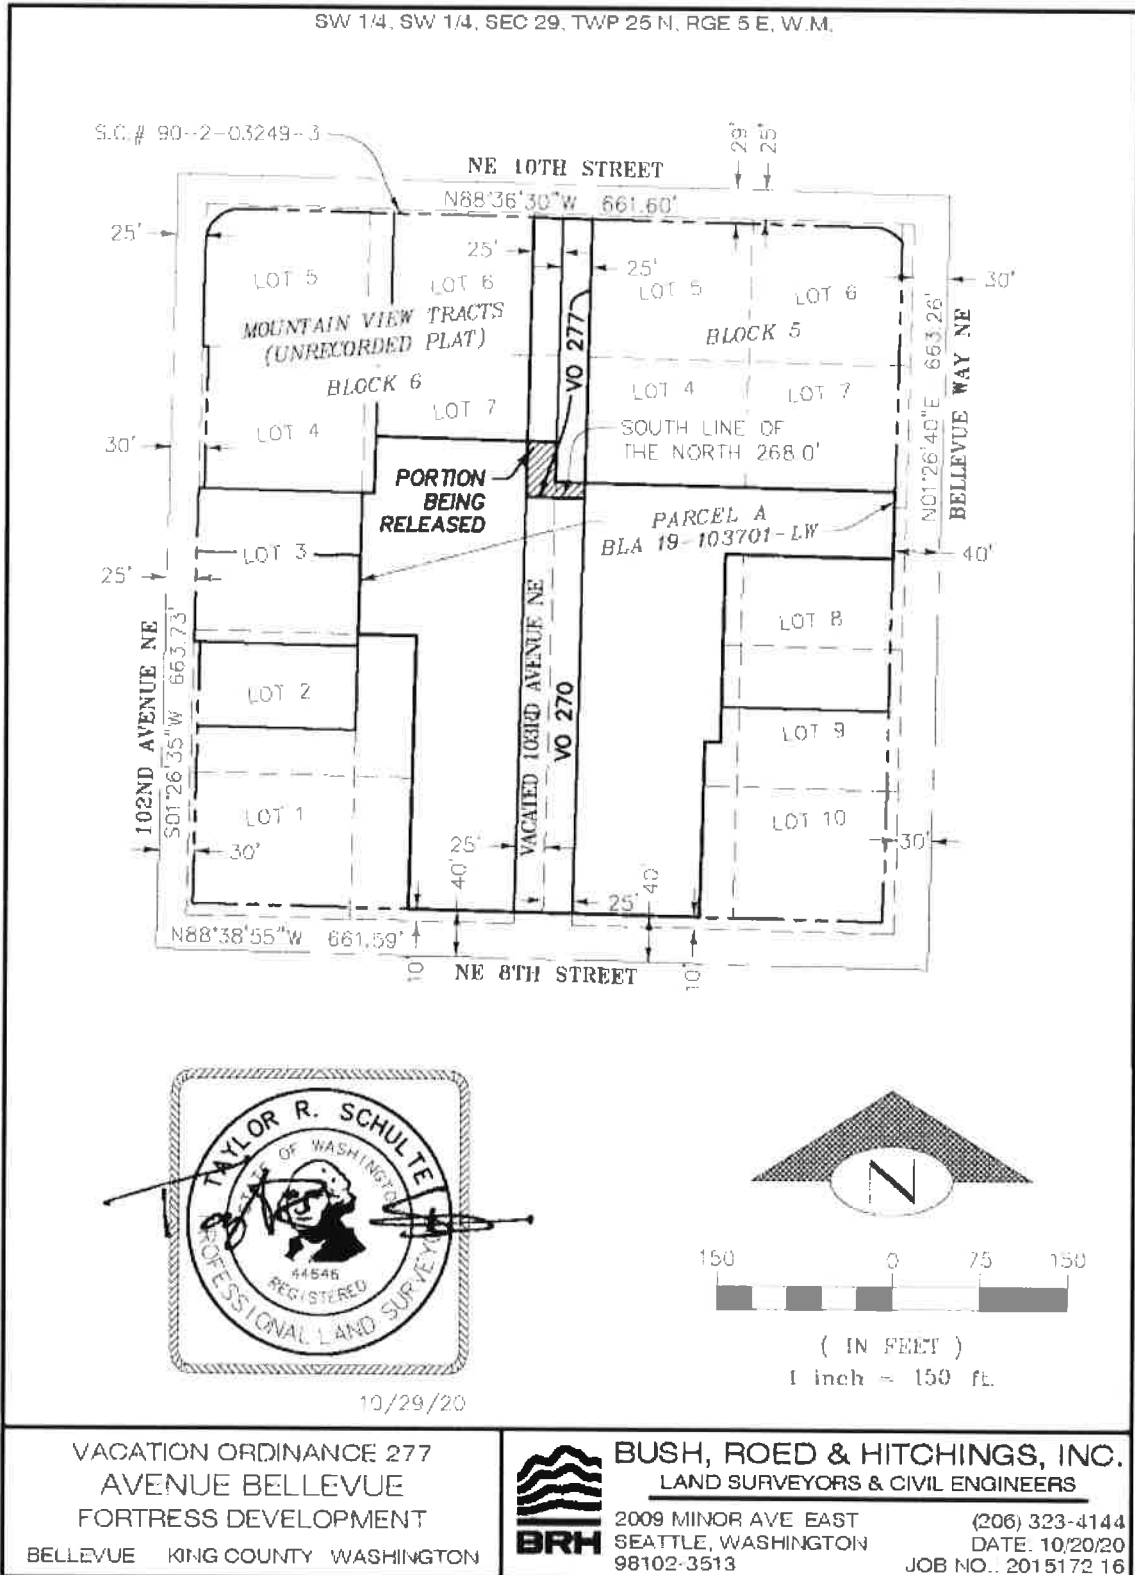 SW 1/4, SW 1/4, SEC 29, TWP 25 N, RGE 5 E, W.M.
S.C.# 90-2-03249-3
29'
25'
NE 10TH STREET
N88°36'30"W 661.60'
25'
25'
25'
30'
LOT 5
LOT 6
LOT 5
LOT 6
MOUNTAIN VIEW TRACTS
(UNRECORDED PLAT)
BLOCK 6
VO 277
BLOCK 5
LOT 4
LOT 7
LOT 4
LOT 7
SOUTH LINE OF
THE NORTH 268.0'
30'
N01°26'40"E 663.26'
BELLEVUE WAY NE
PORTION
BEING
RELEASED
PARCEL A
BLA 19-103701-LW
LOT 3
25'
40'
102ND AVENUE NE
S01°26'35"W 663.73'
VACATED 103RD AVENUE NE
VO 270
LOT 8
LOT 2
LOT 9
LOT 1
LOT 10
30'
25'
40'
25'
40'
30'
N88°38'55"W 661.59'
10'
NE 8TH STREET
10'
TAYLOR R. SCHULTE
STATE OF WASHINGTON
44646
REGISTERED
PROFESSIONAL LAND SURVEYOR
10/29/20
N
150 0 75 150
( IN FEET )
1 inch = 150 ft.
VACATION ORDINANCE 277
AVENUE BELLEVUE
FORTRESS DEVELOPMENT
BELLEVUE KING COUNTY WASHINGTON
BRH
BUSH, ROED & HITCHINGS, INC.
LAND SURVEYORS & CIVIL ENGINEERS
2009 MINOR AVE EAST (206) 323-4144
SEATTLE, WASHINGTON DATE: 10/20/20
98102-3513 JOB NO.: 2015172.16